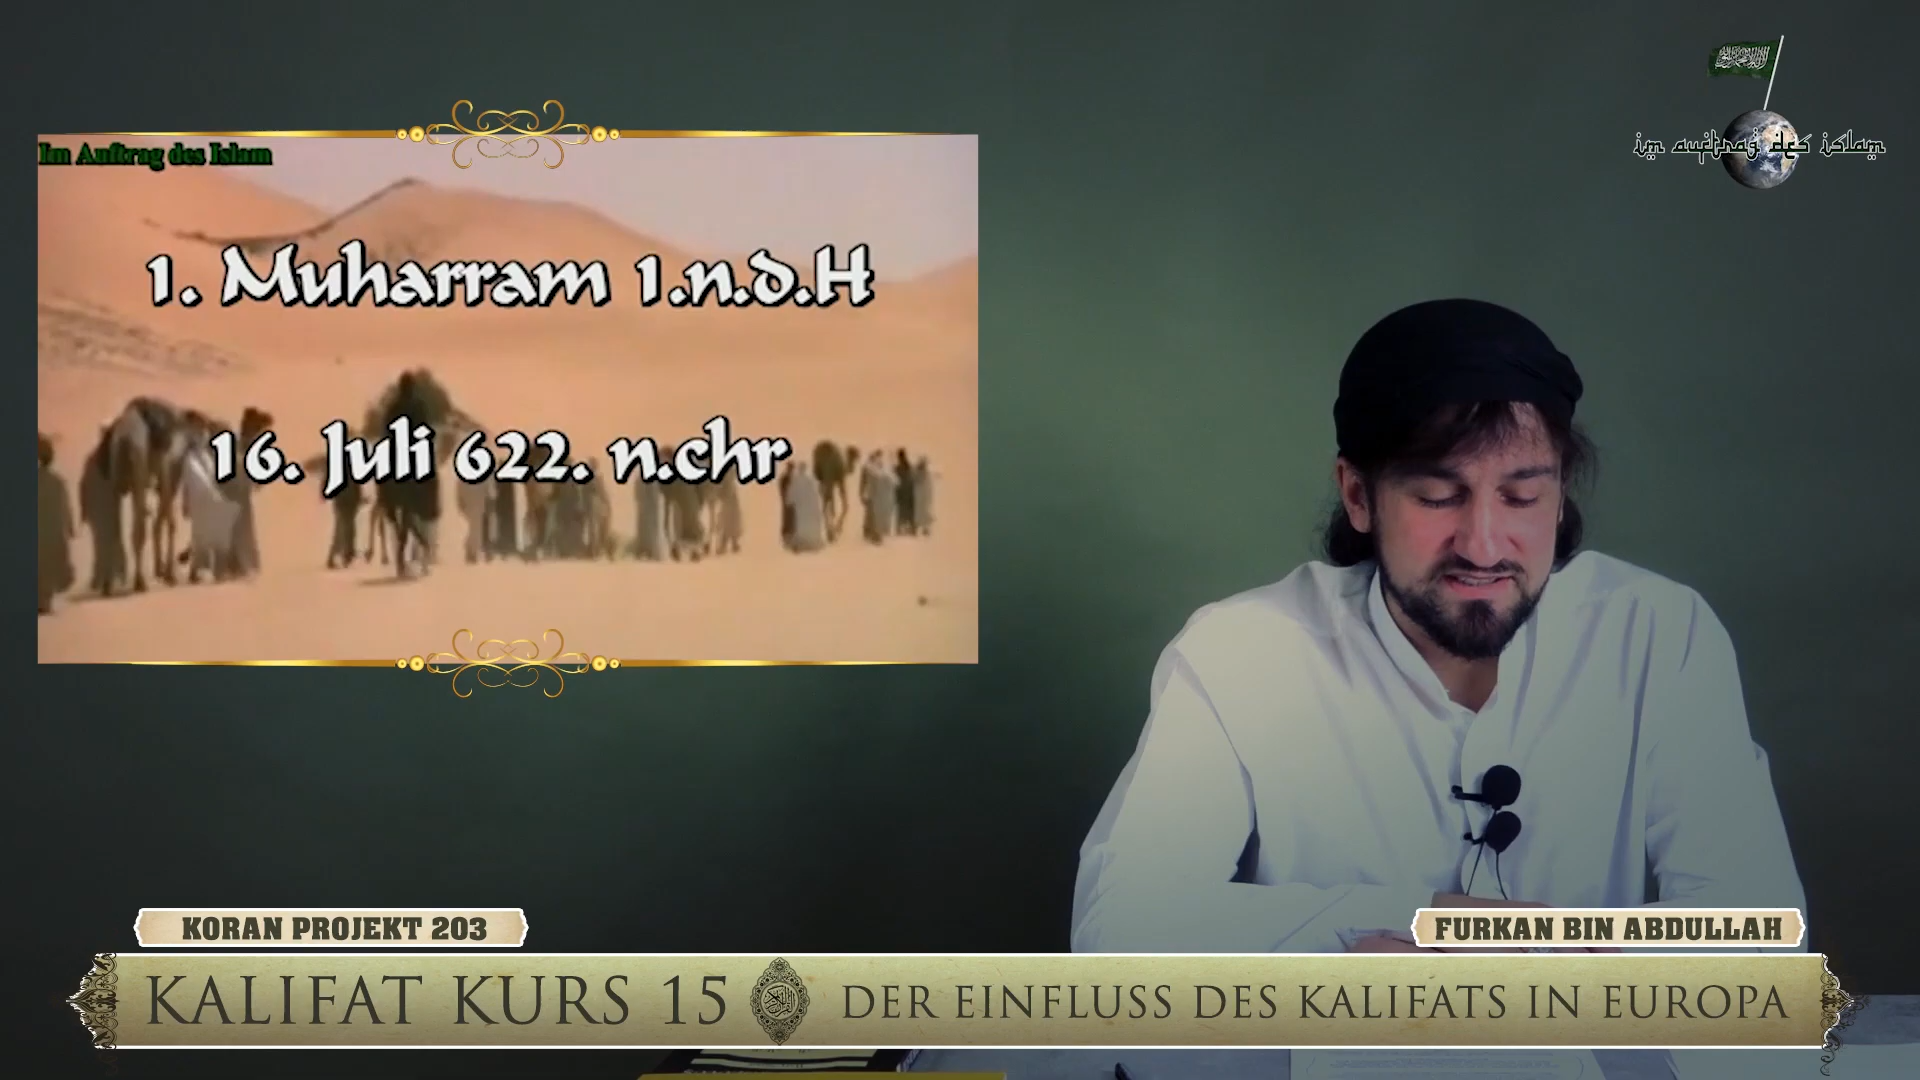 Im Auftrag des Islam
1. Muharram 1.n.d.H
16. Juli 622. n.chr
im auftrag des islam
KORAN PROJEKT 203
FURKAN BIN ABDULLAH
KALIFAT KURS 15
DER EINFLUSS DES KALIFATS IN EUROPA